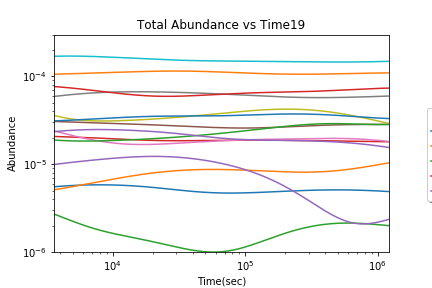 Total Abundance vs Time19
10⁻⁴
10⁻⁵
10⁻⁶
Abundance
10⁴ 10⁵ 10⁶
Time(sec)